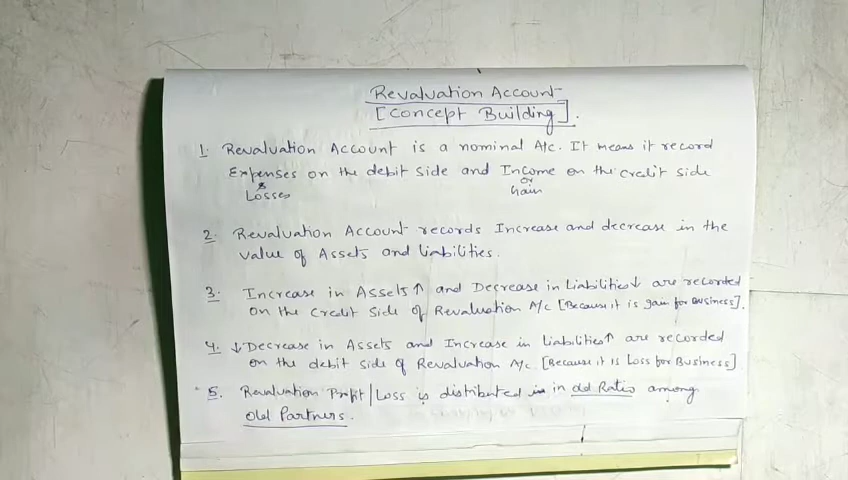 Revaluation Account
[Concept Building].
1. Revaluation Account is a nominal A/c. It means it record
Expenses on the debit side and Income on the credit side
& Losses
or Gain
2. Revaluation Account records Increase and decrease in the
value of Assets and liabilities.
3. Increase in Assets↑ and Decrease in Liabilities↓ are recorded
on the credit side of Revaluation A/c [Because it is gain for Business].
4. ↓Decrease in Assets and Increase in Liabilities↑ are recorded
on the debit side of Revaluation A/c. [Because it is Loss for Business]
5. Revaluation Profit/Loss is distributed in in old Ratio among
Old Partners.